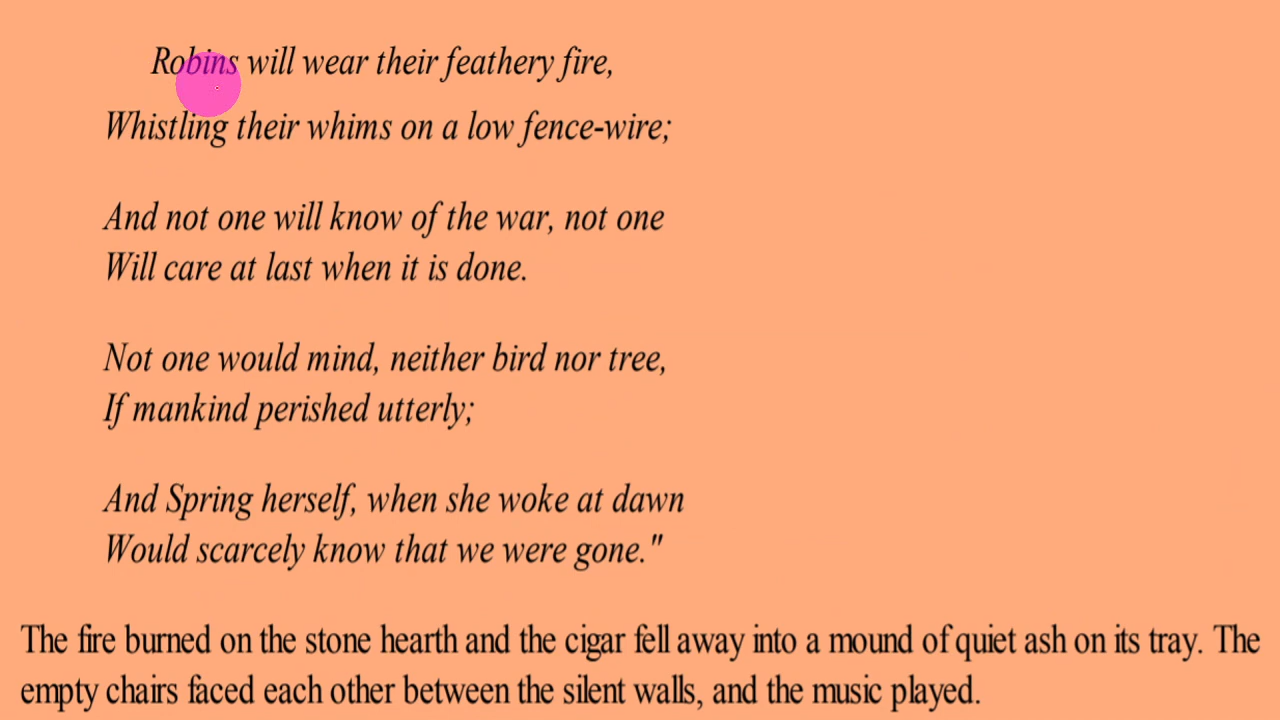 Robins will wear their feathery fire,
Whistling their whims on a low fence-wire;
And not one will know of the war, not one
Will care at last when it is done.
Not one would mind, neither bird nor tree,
If mankind perished utterly;
And Spring herself, when she woke at dawn
Would scarcely know that we were gone."
The fire burned on the stone hearth and the cigar fell away into a mound of quiet ash on its tray. The
empty chairs faced each other between the silent walls, and the music played.